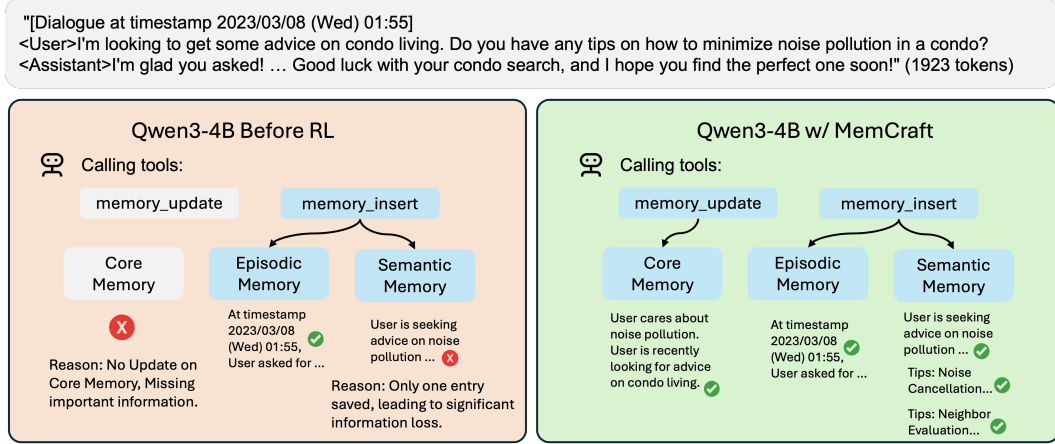 "[Dialogue at timestamp 2023/03/08 (Wed) 01:55]
<User>I'm looking to get some advice on condo living. Do you have any tips on how to minimize noise pollution in a condo?
<Assistant>I'm glad you asked! … Good luck with your condo search, and I hope you find the perfect one soon!" (1923 tokens)
Qwen3-4B Before RL
Calling tools:
memory_update
memory_insert
Core
Memory
Episodic
Memory
Semantic
Memory
X
Reason: No Update on
Core Memory, Missing
important information.
At timestamp
2023/03/08
(Wed) 01:55,
User asked for ...
User is seeking
advice on noise
pollution ...
X
Reason: Only one entry
saved, leading to significant
information loss.
Qwen3-4B w/ MemCraft
Calling tools:
memory_update
memory_insert
Core
Memory
Episodic
Memory
Semantic
Memory
User cares about
noise pollution.
User is recently
looking for advice
on condo living.
At timestamp
2023/03/08
(Wed) 01:55,
User asked for ...
User is seeking
advice on noise
pollution ...
Tips: Noise
Cancellation...
Tips: Neighbor
Evaluation...